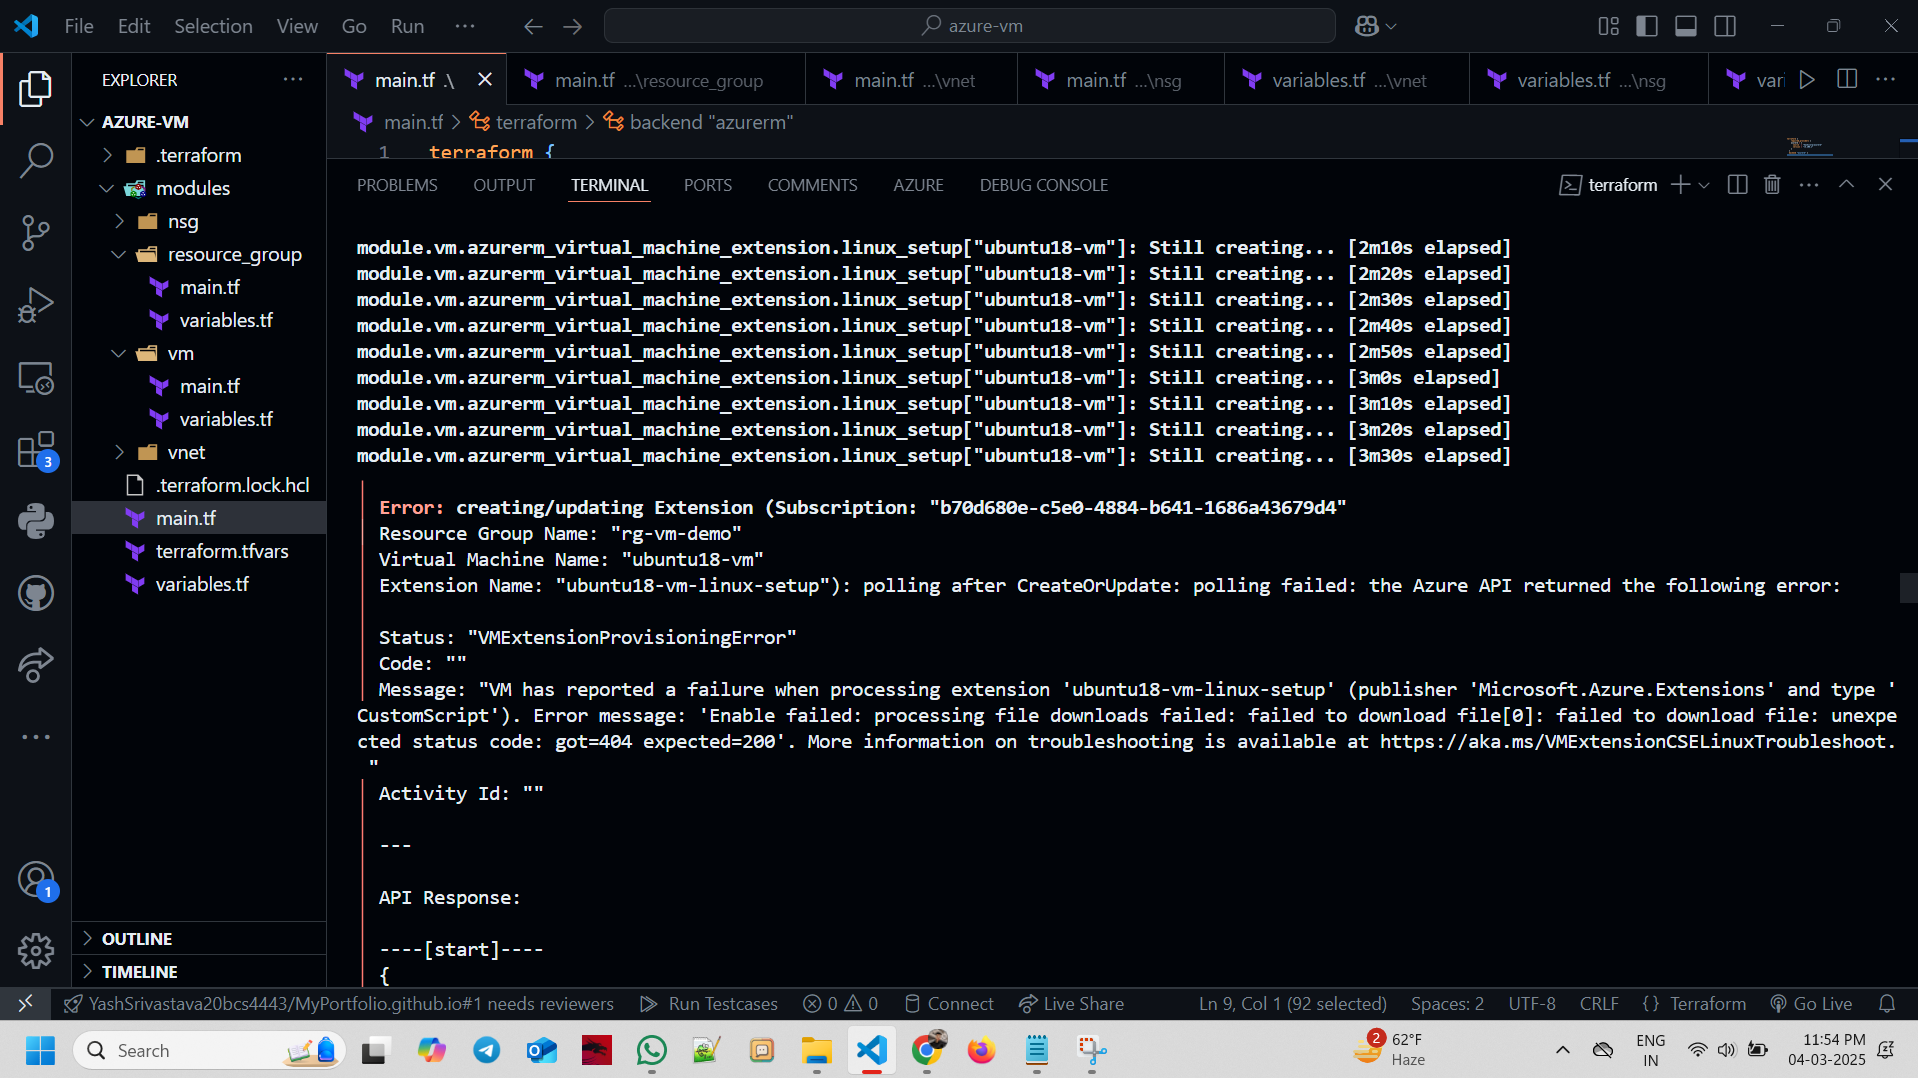 File Edit Selection View Go Run ··· azure-vm
EXPLORER
AZURE-VM
.terraform
modules
nsg
resource_group
main.tf
variables.tf
vm
main.tf
variables.tf
vnet
.terraform.lock.hcl
main.tf
terraform.tfvars
variables.tf
OUTLINE
TIMELINE
3
1
main.tf .\ main.tf ...\resource_group main.tf ...\vnet main.tf ...\nsg variables.tf ...\vnet variables.tf ...\nsg vari
main.tf > terraform > backend "azurerm"
1 terraform {
PROBLEMS OUTPUT TERMINAL PORTS COMMENTS AZURE DEBUG CONSOLE terraform
module.vm.azurerm_virtual_machine_extension.linux_setup["ubuntu18-vm"]: Still creating... [2m10s elapsed]
module.vm.azurerm_virtual_machine_extension.linux_setup["ubuntu18-vm"]: Still creating... [2m20s elapsed]
module.vm.azurerm_virtual_machine_extension.linux_setup["ubuntu18-vm"]: Still creating... [2m30s elapsed]
module.vm.azurerm_virtual_machine_extension.linux_setup["ubuntu18-vm"]: Still creating... [2m40s elapsed]
module.vm.azurerm_virtual_machine_extension.linux_setup["ubuntu18-vm"]: Still creating... [2m50s elapsed]
module.vm.azurerm_virtual_machine_extension.linux_setup["ubuntu18-vm"]: Still creating... [3m0s elapsed]
module.vm.azurerm_virtual_machine_extension.linux_setup["ubuntu18-vm"]: Still creating... [3m10s elapsed]
module.vm.azurerm_virtual_machine_extension.linux_setup["ubuntu18-vm"]: Still creating... [3m20s elapsed]
module.vm.azurerm_virtual_machine_extension.linux_setup["ubuntu18-vm"]: Still creating... [3m30s elapsed]
Error: creating/updating Extension (Subscription: "b70d680e-c5e0-4884-b641-1686a43679d4"
Resource Group Name: "rg-vm-demo"
Virtual Machine Name: "ubuntu18-vm"
Extension Name: "ubuntu18-vm-linux-setup"): polling after CreateOrUpdate: polling failed: the Azure API returned the following error:
Status: "VMExtensionProvisioningError"
Code: ""
Message: "VM has reported a failure when processing extension 'ubuntu18-vm-linux-setup' (publisher 'Microsoft.Azure.Extensions' and type '
CustomScript'). Error message: 'Enable failed: processing file downloads failed: failed to download file[0]: failed to download file: unexpe
cted status code: got=404 expected=200'. More information on troubleshooting is available at https://aka.ms/VMExtensionCSELinuxTroubleshoot.
"
Activity Id: ""
---
API Response:
----[start]----
{
YashSrivastava20bcs4443/MyPortfolio.github.io#1 needs reviewers Run Testcases 0 0 Connect Live Share Ln 9, Col 1 (92 selected) Spaces: 2 UTF-8 CRLF {} Terraform Go Live
Search 2 62°F Haze ENG IN 11:54 PM 04-03-2025